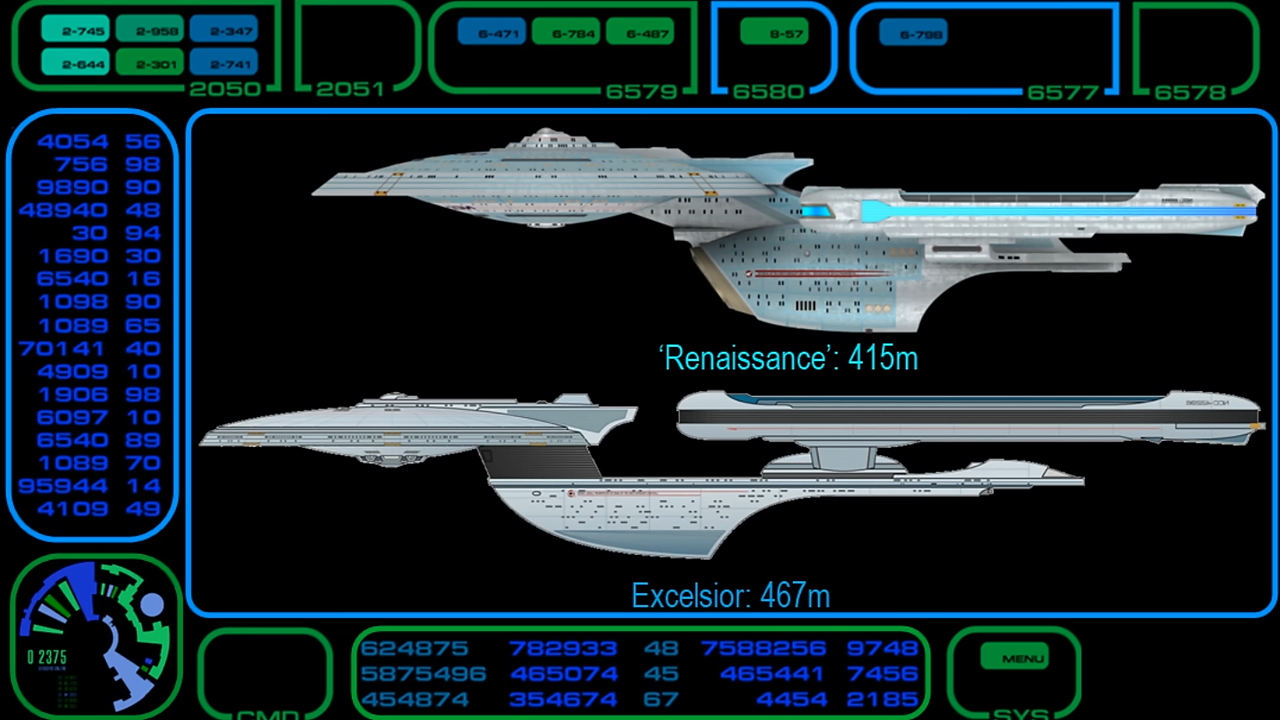 2-745 2-958 2-347
2-644 2-301 2-741
2050
2051
6-471 6-784 6-487
6579
8-57
6580
6-798
6577
6578
4054 56
756 98
9890 90
48940 48
30 94
1690 30
6540 16
1098 90
1089 65
70141 40
4909 10
1906 98
6097 10
6540 89
1089 70
95944 14
4109 49
‘Renaissance’: 415m
Excelsior: 467m
0 2375
CMD
624875 782933 48 7588256 9748
5875496 465074 45 465441 7456
454874 354674 67 4454 2185
MENU
SYS